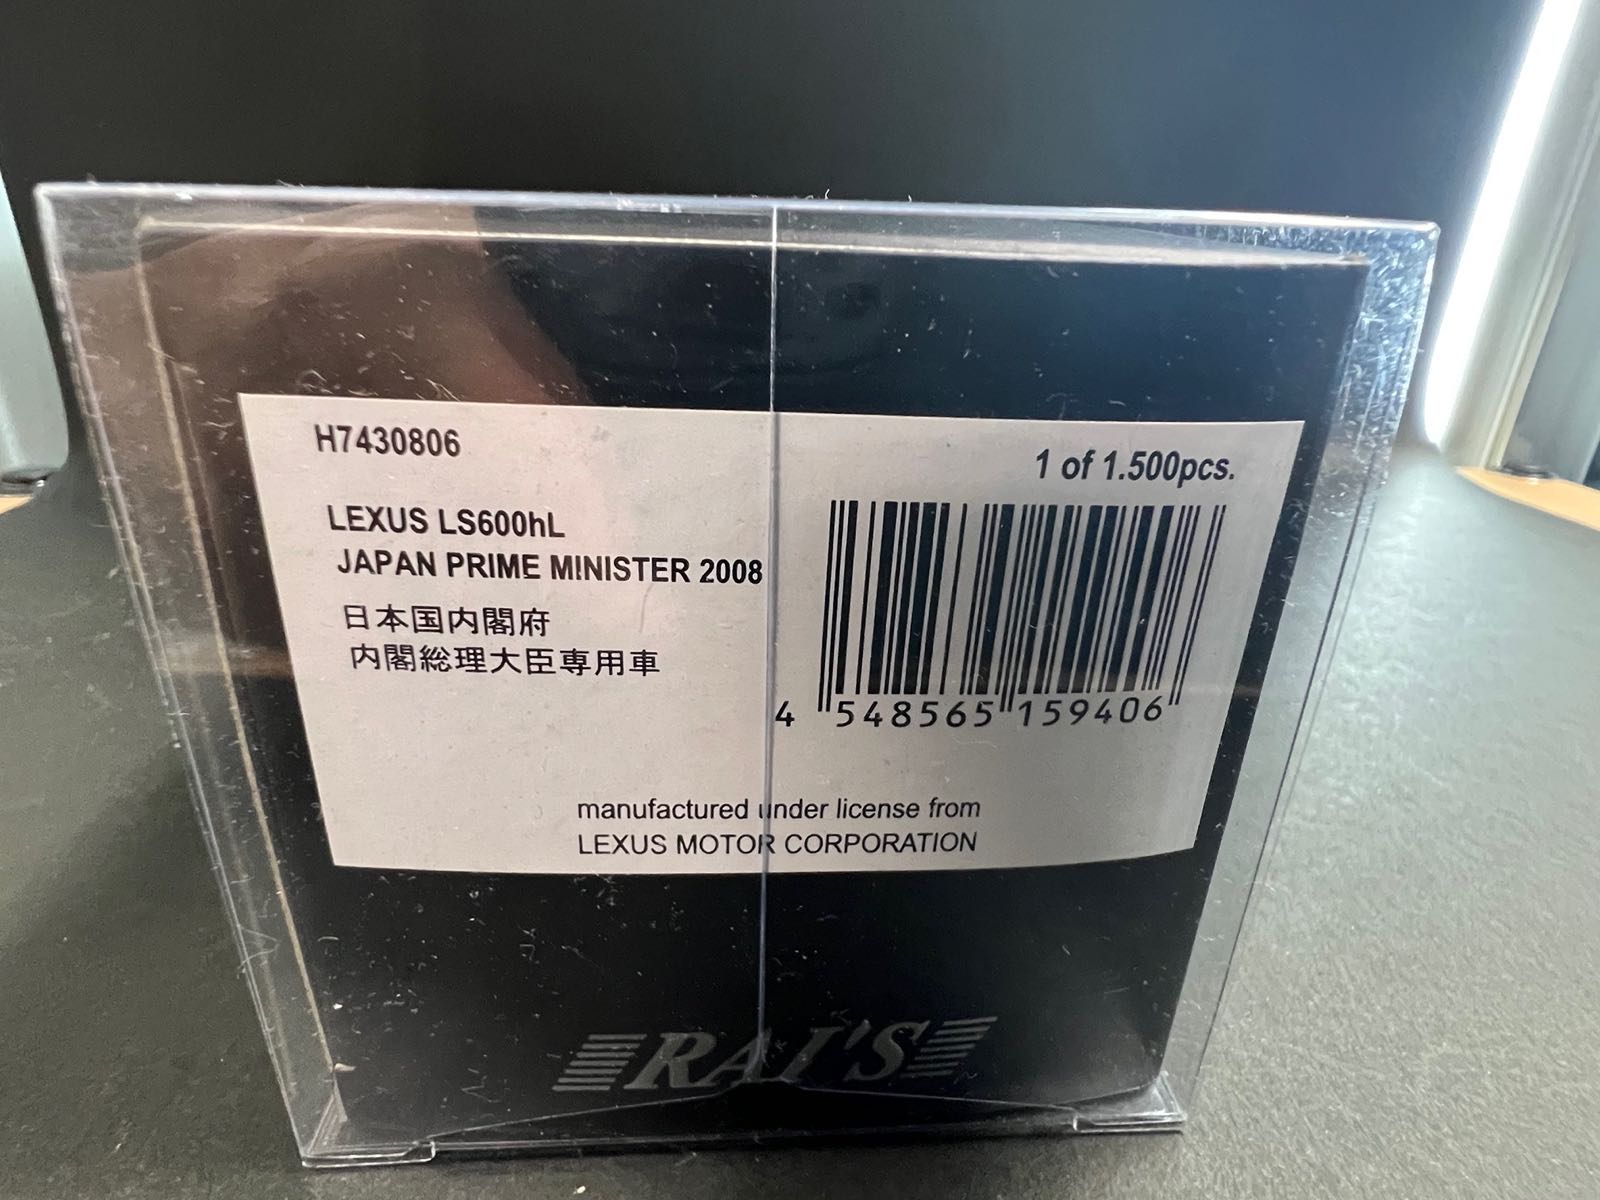 H7430806
1 of 1.500pcs.
LEXUS LS600hL
JAPAN PRIME MINISTER 2008
日本国内閣府
内閣総理大臣専用車
4 548565 159406
manufactured under license from
LEXUS MOTOR CORPORATION
RAI'S